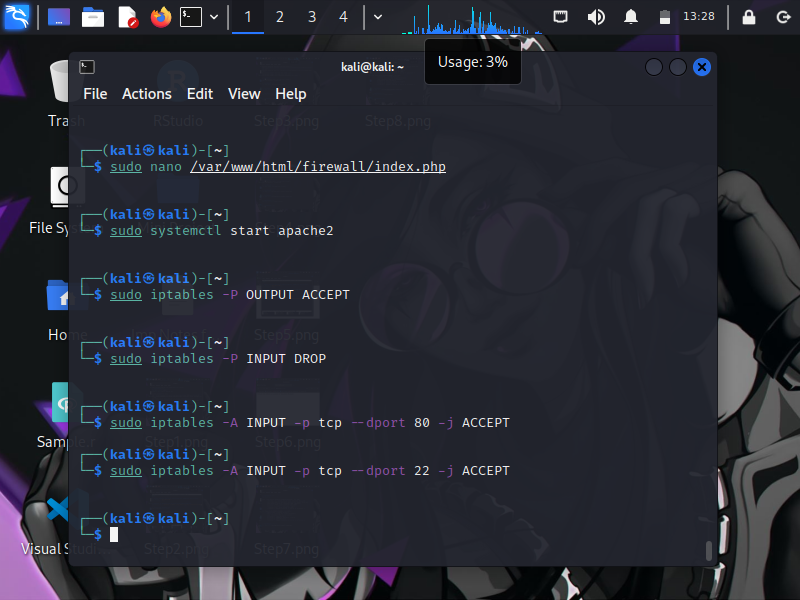 1 2 3 4 13:28
Usage: 3%
kali@kali: ~
File Actions Edit View Help
Trash RStudio Step3.png Step8.png
┌──(kali㉿kali)-[~]
└─$ sudo nano /var/www/html/firewall/index.php
┌──(kali㉿kali)-[~]
└─$ sudo systemctl start apache2
File Sy
┌──(kali㉿kali)-[~]
└─$ sudo iptables -P OUTPUT ACCEPT
Home
Step5.png
┌──(kali㉿kali)-[~]
└─$ sudo iptables -P INPUT DROP
┌──(kali㉿kali)-[~]
└─$ sudo iptables -A INPUT -p tcp --dport 80 -j ACCEPT
Sample.r Step1.png Step6.png
┌──(kali㉿kali)-[~]
└─$ sudo iptables -A INPUT -p tcp --dport 22 -j ACCEPT
┌──(kali㉿kali)-[~]
└─$
Visual Studi Step2.png Step7.png